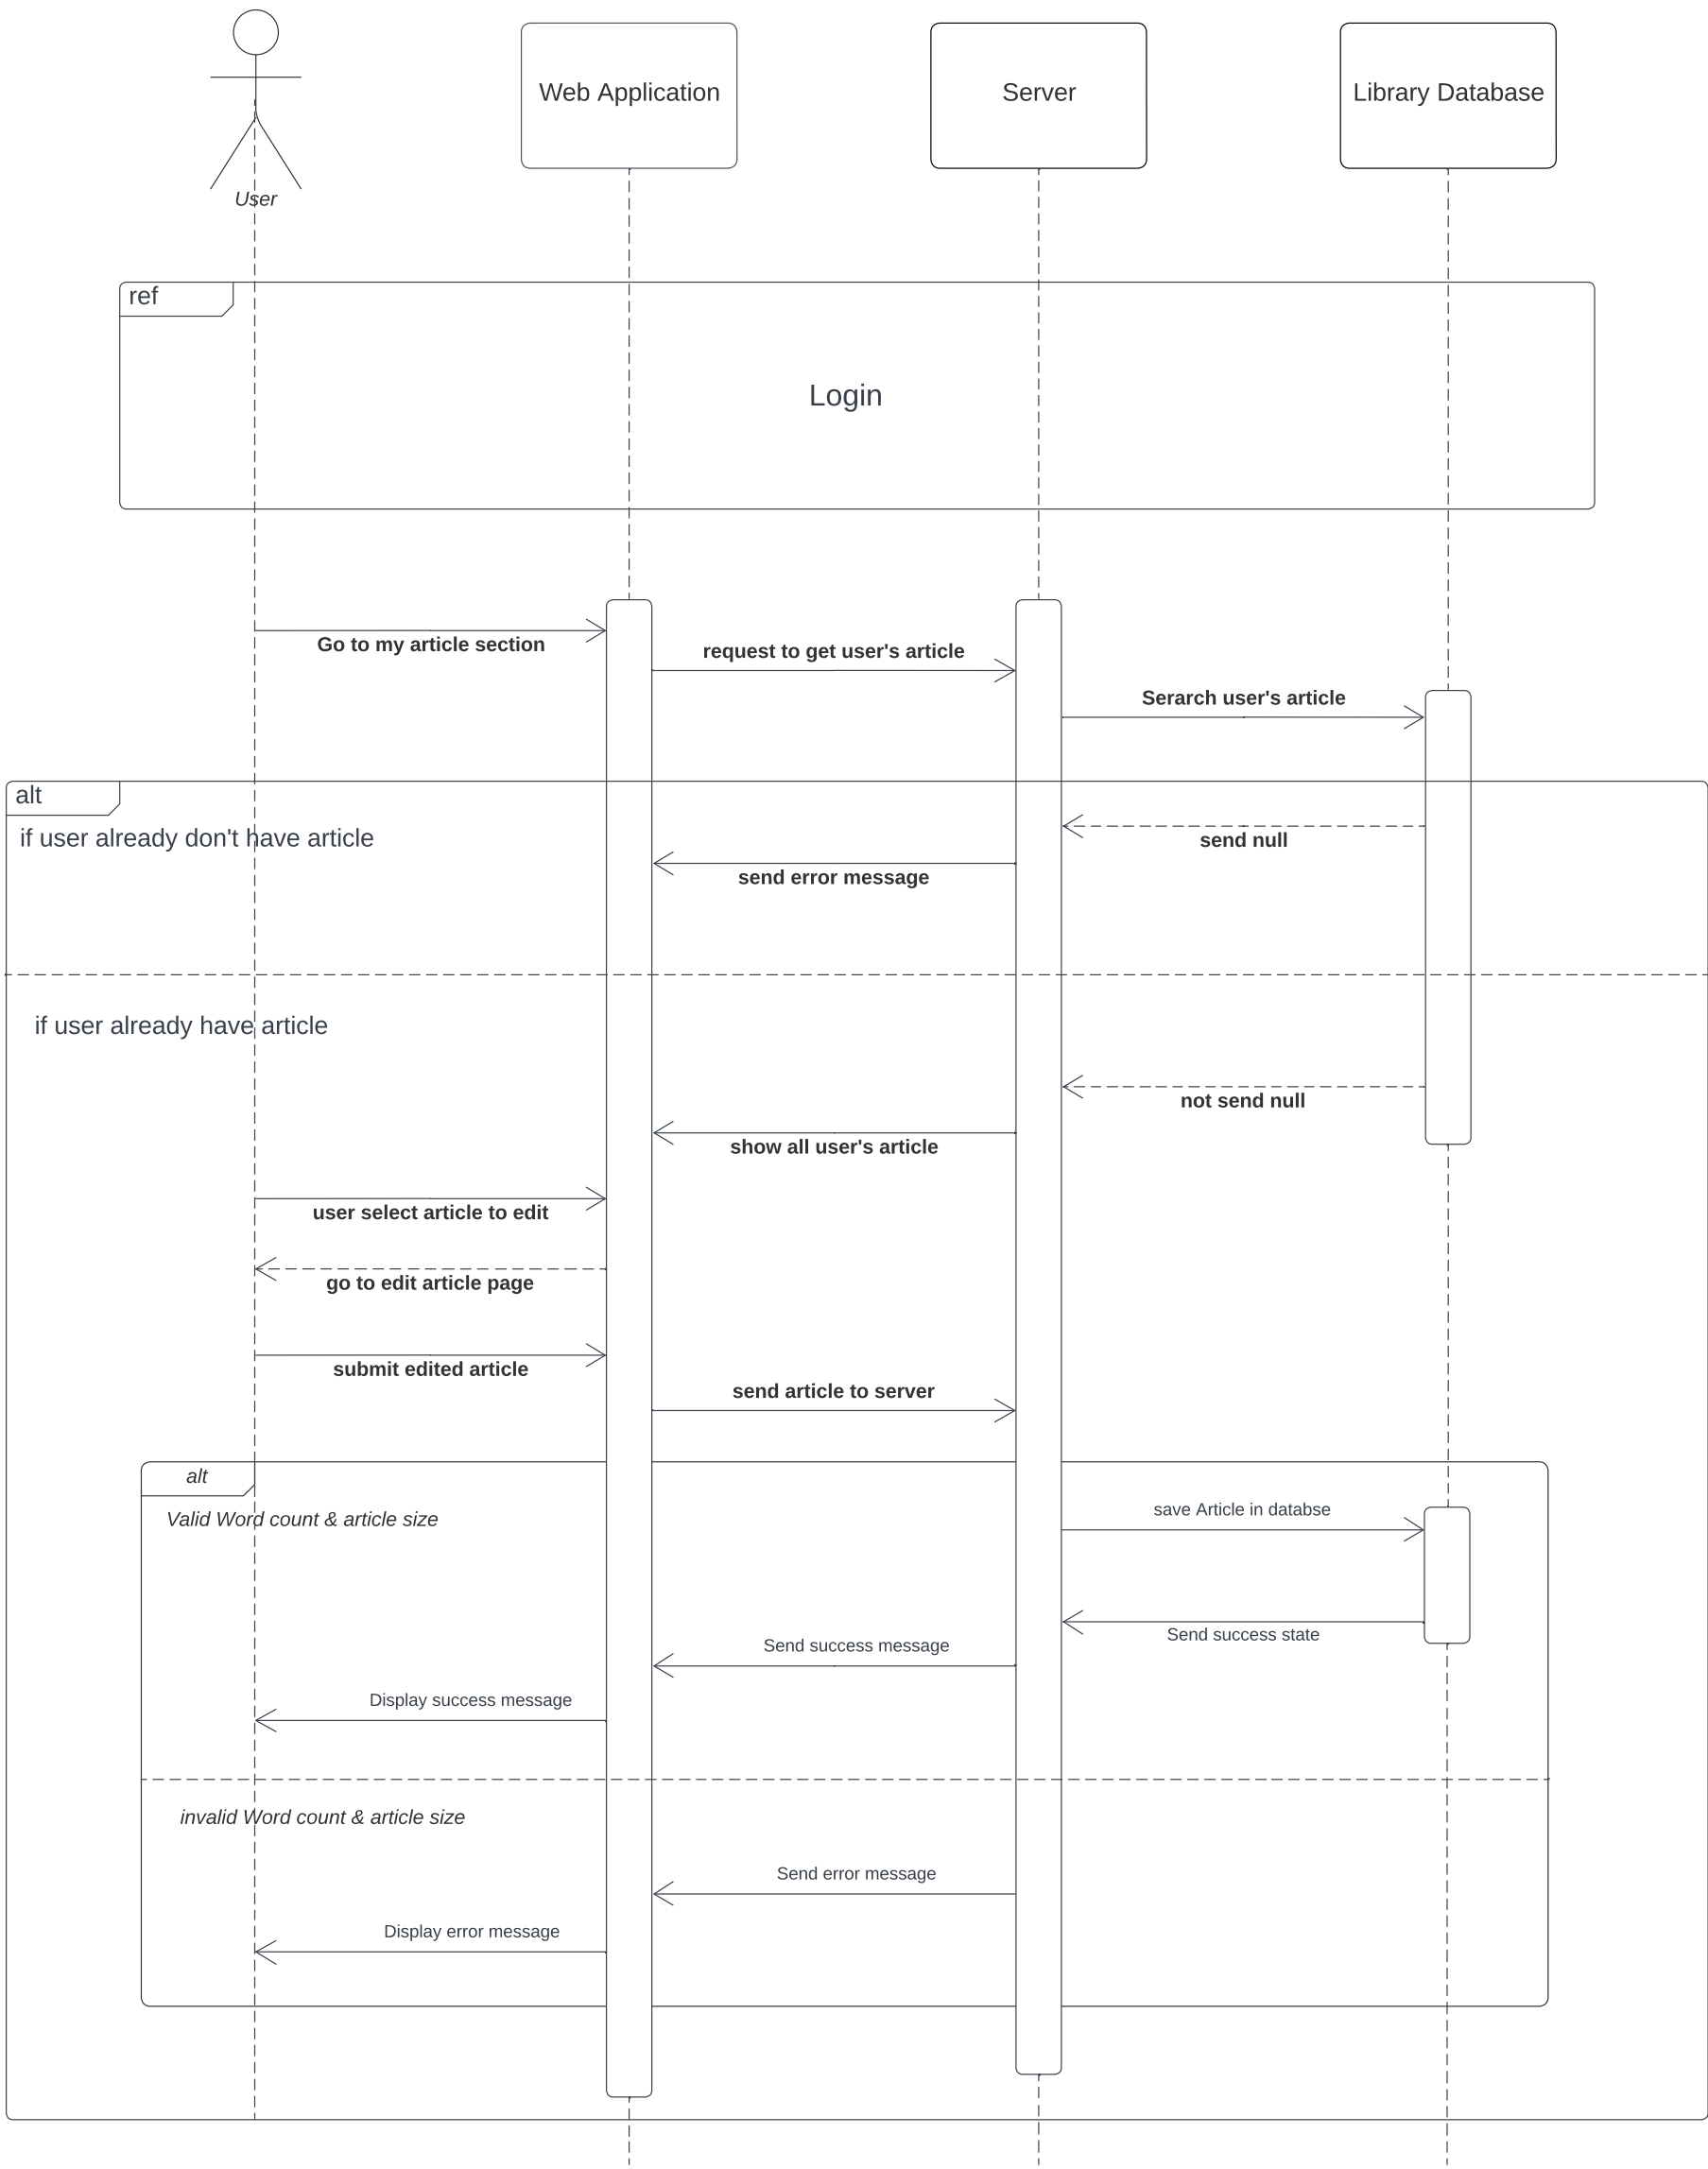 User
Web Application
Server
Library Database
ref
Login
Go to my article section
request to get user's article
Serarch user's article
alt
if user already don't have article
send null
send error message
if user already have article
not send null
show all user's article
user select article to edit
go to edit article page
submit edited article
send article to server
alt
Valid Word count & article size
save Article in databse
Send success state
Send success message
Display success message
invalid Word count & article size
Send error message
Display error message